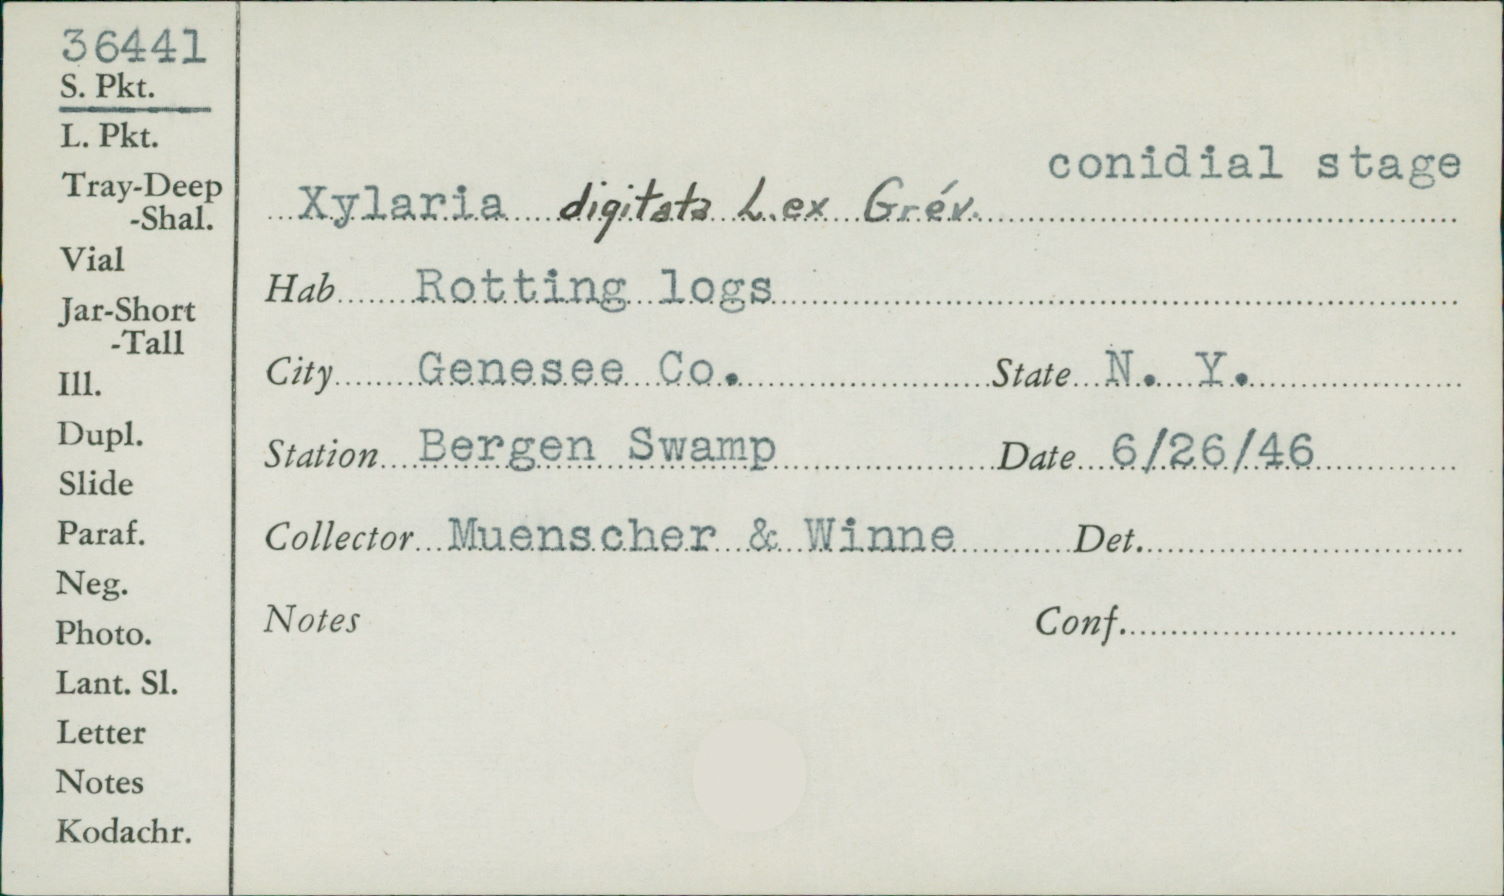 36441
S. Pkt.
L. Pkt.
Tray-Deep
-Shal.
Vial
Jar-Short
-Tall
Ill.
Dupl.
Slide
Paraf.
Neg.
Photo.
Lant. Sl.
Letter
Notes
Kodachr.
conidial stage
Xylaria digitata L. ex Grév.
Hab Rotting logs
City Genesee Co. State N. Y.
Station Bergen Swamp Date 6/26/46
Collector Muenscher & Winne Det.
Notes Conf.